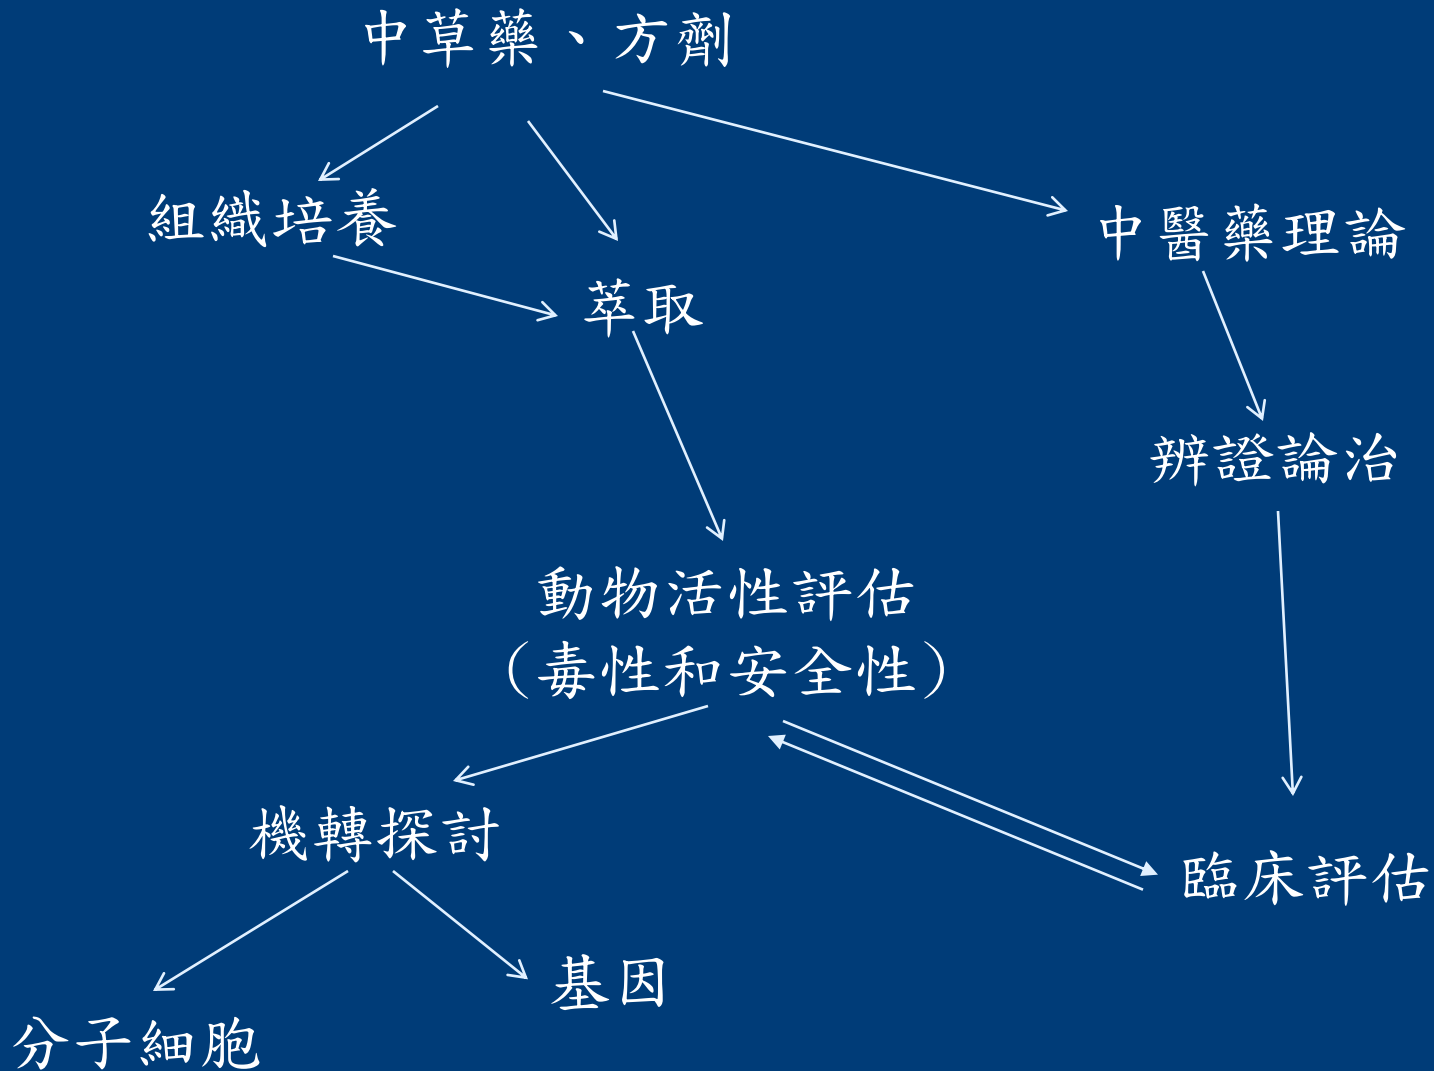 中草藥、方劑
組織培養
中醫藥理論
萃取
辨證論治
動物活性評估
（毒性和安全性）
機轉探討
臨床評估
基因
分子細胞